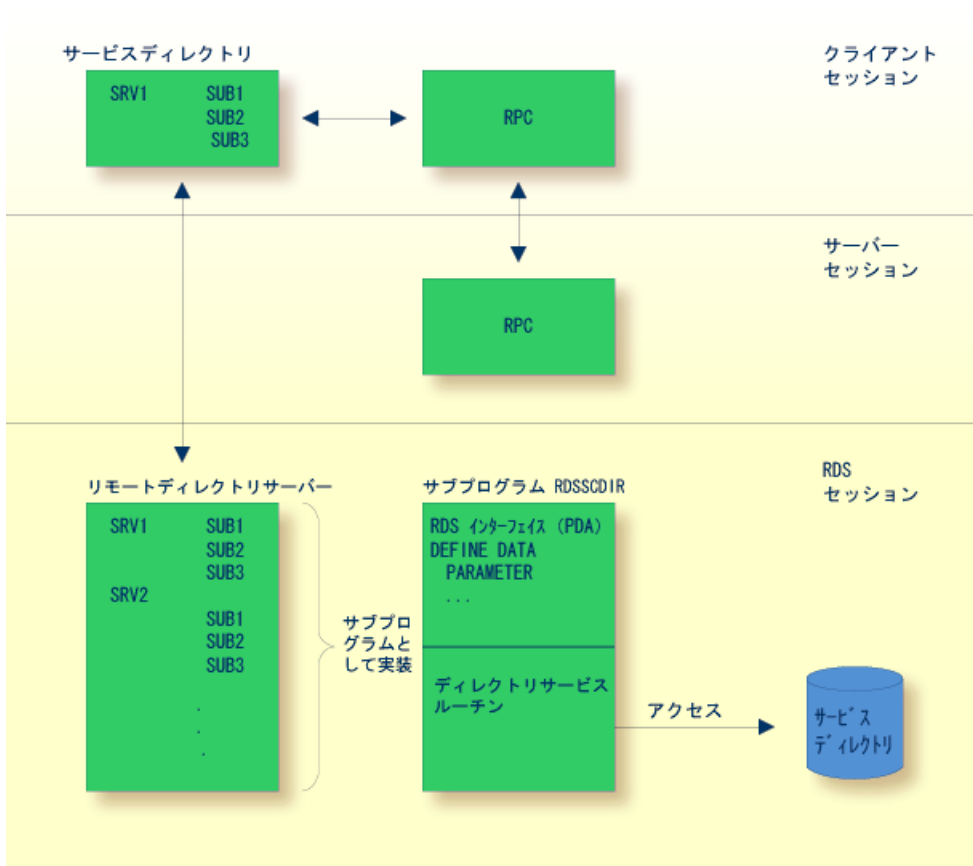 サービスディレクトリ
クライアント
セッション
SRV1 SUB1
SUB2
SUB3
RPC
サーバー
セッション
RPC
RDS
セッション
リモートディレクトリサーバー
SRV1 SUB1
SUB2
SUB3
SRV2
SUB1
SUB2
SUB3
.
.
.
サブプロ
グラムと
して実装
サブプログラム RDSSCDIR
RDS インターフェイス (PDA)
DEFINE DATA
PARAMETER
...
ディレクトリサービス
ルーチン
アクセス
サービス
ディレクトリ